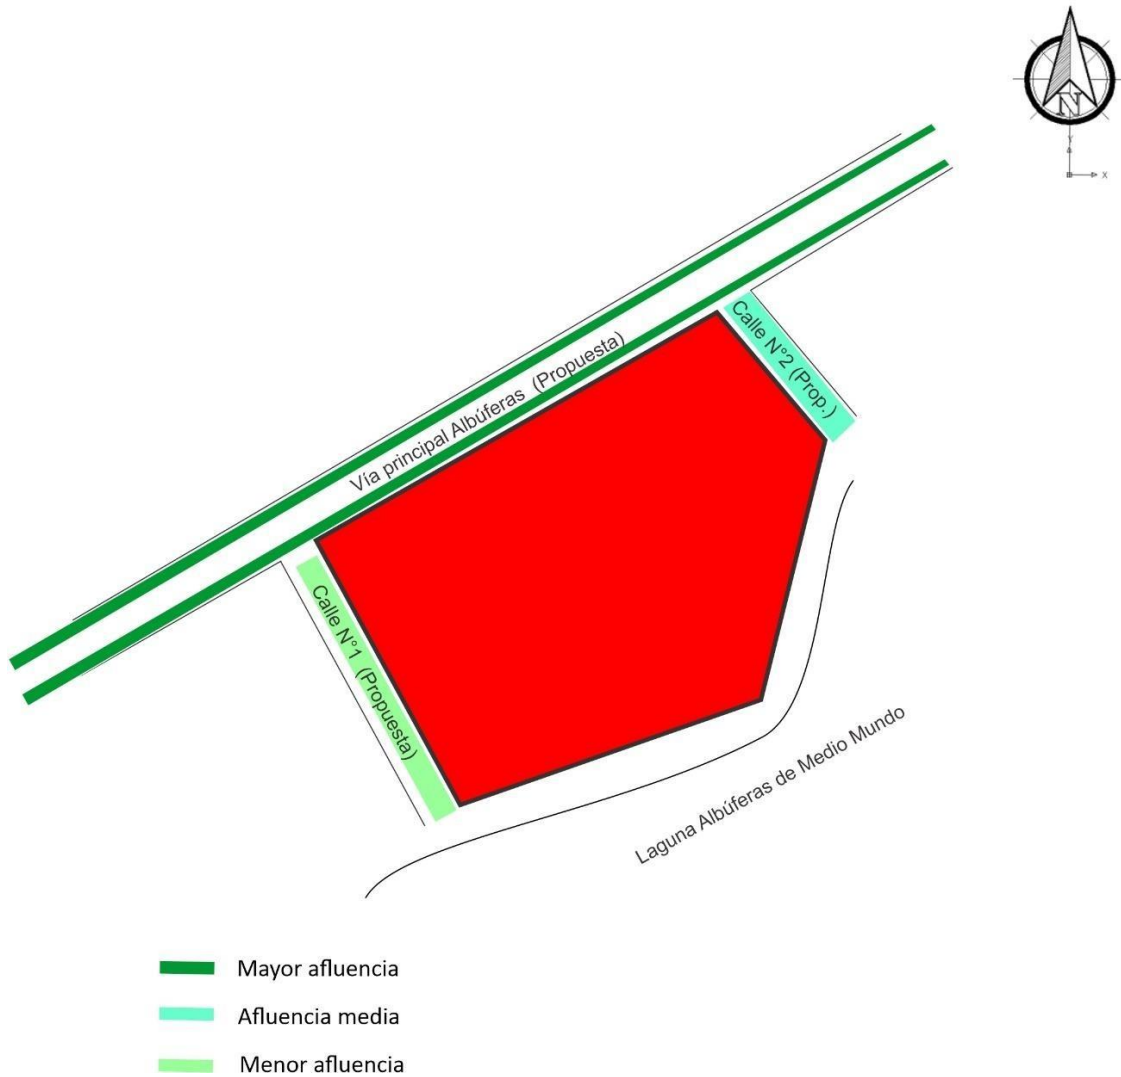 N
Y
X
Calle N°2 (Prop.)
Vía principal Albúferas (Propuesta)
Calle N°1 (Propuesta)
Laguna Albúferas de Medio Mundo
Mayor afluencia
Afluencia media
Menor afluencia